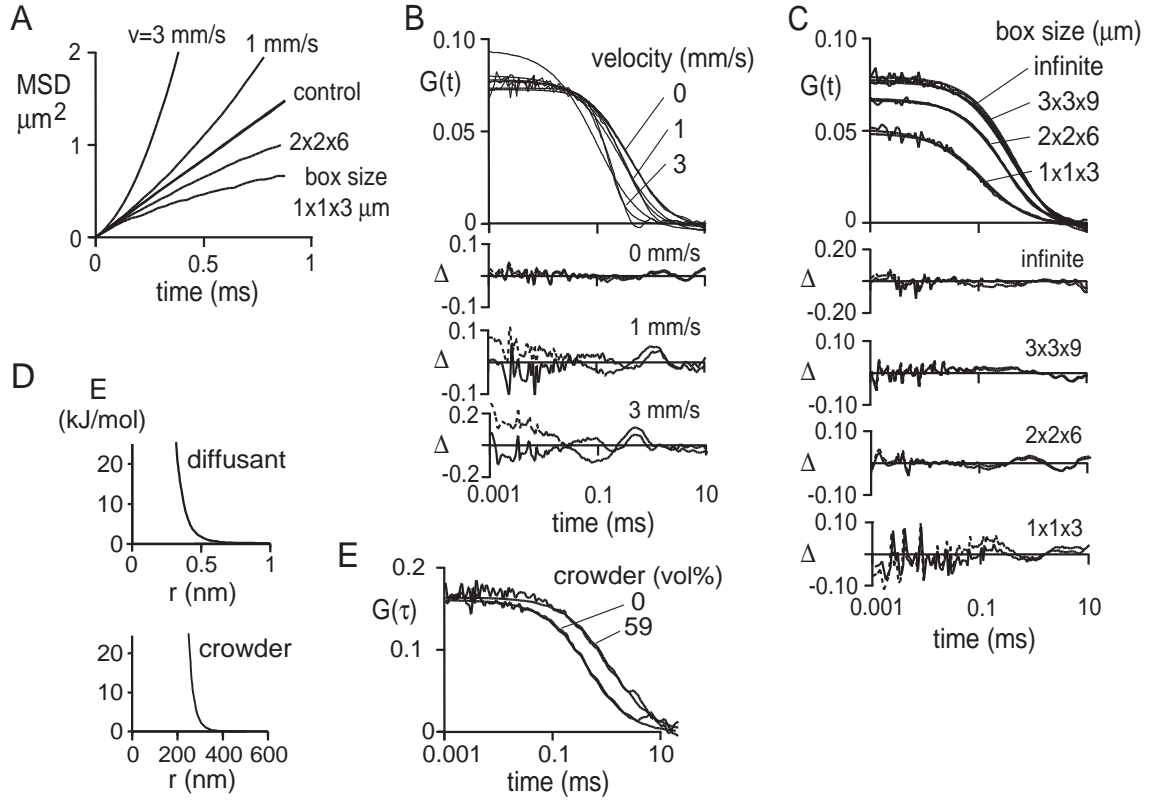 A
v=3 mm/s
1 mm/s
2
MSD
µm²
control
1
2x2x6
box size
1x1x3 µm
0
0
0.5
1
time (ms)
B
0.10
velocity (mm/s)
G(t)
0
0.05
1
3
0
0.1
0 mm/s
Δ
-0.1
0.1
1 mm/s
Δ
-0.1
0.2
3 mm/s
Δ
-0.2
0.001
0.1
10
time (ms)
C
box size (µm)
0.10
infinite
G(t)
3x3x9
0.05
2x2x6
1x1x3
0
0.20
infinite
Δ
-0.20
0.10
3x3x9
Δ
-0.10
0.10
2x2x6
Δ
-0.10
0.10
1x1x3
Δ
-0.10
0.001
0.1
10
time (ms)
D
E
(kJ/mol)
20
diffusant
10
0
0
0.5
1
r (nm)
20
crowder
10
0
0
200
400
600
r (nm)
E
0.2
crowder (vol%)
G(τ)
0
59
0.1
0
0.001
0.1
10
time (ms)